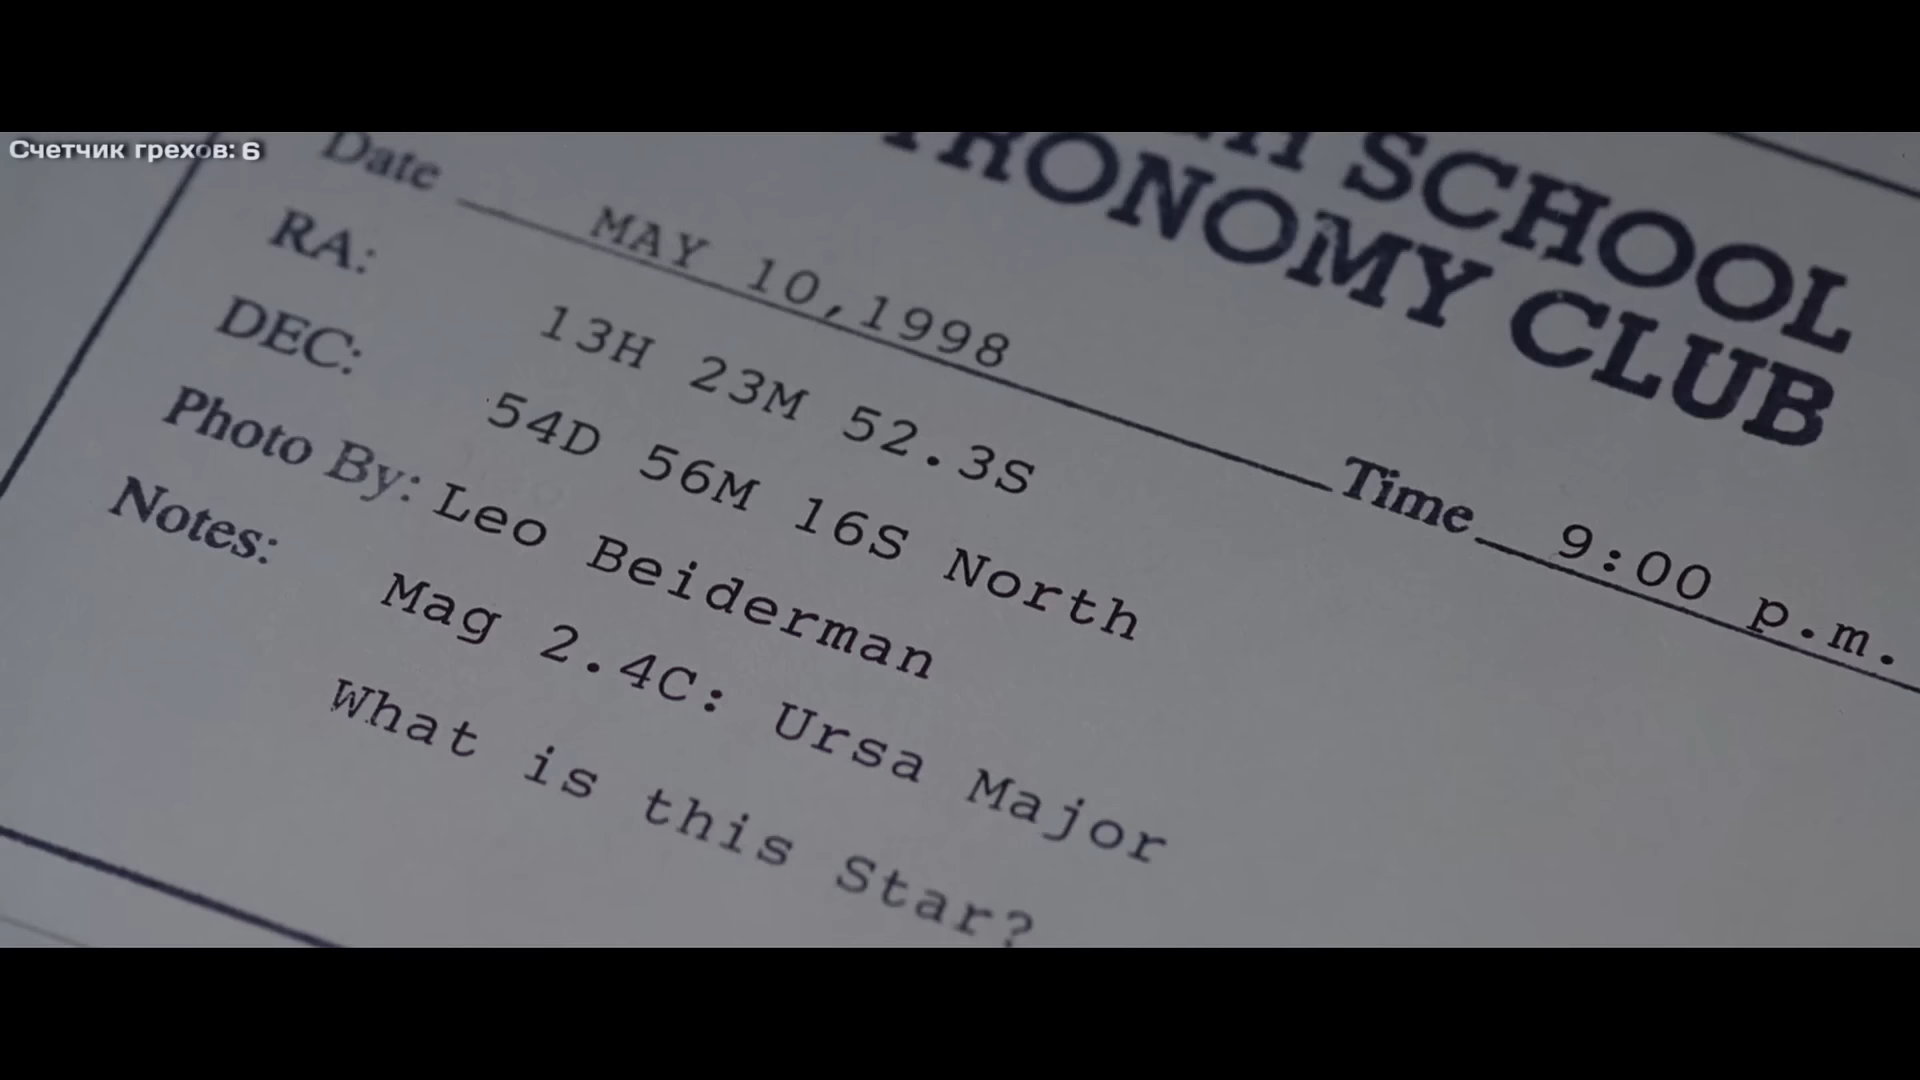 Счетчик грехов: 6
SCHOOL
CLUB
Date MAY 10,1998 Time 9:00 p.m.
RA: 13H 23M 52.3S
DEC: 54D 56M 16S North
Photo By: Leo Beiderman
Notes: Mag 2.4C: Ursa Major
What is this Star?